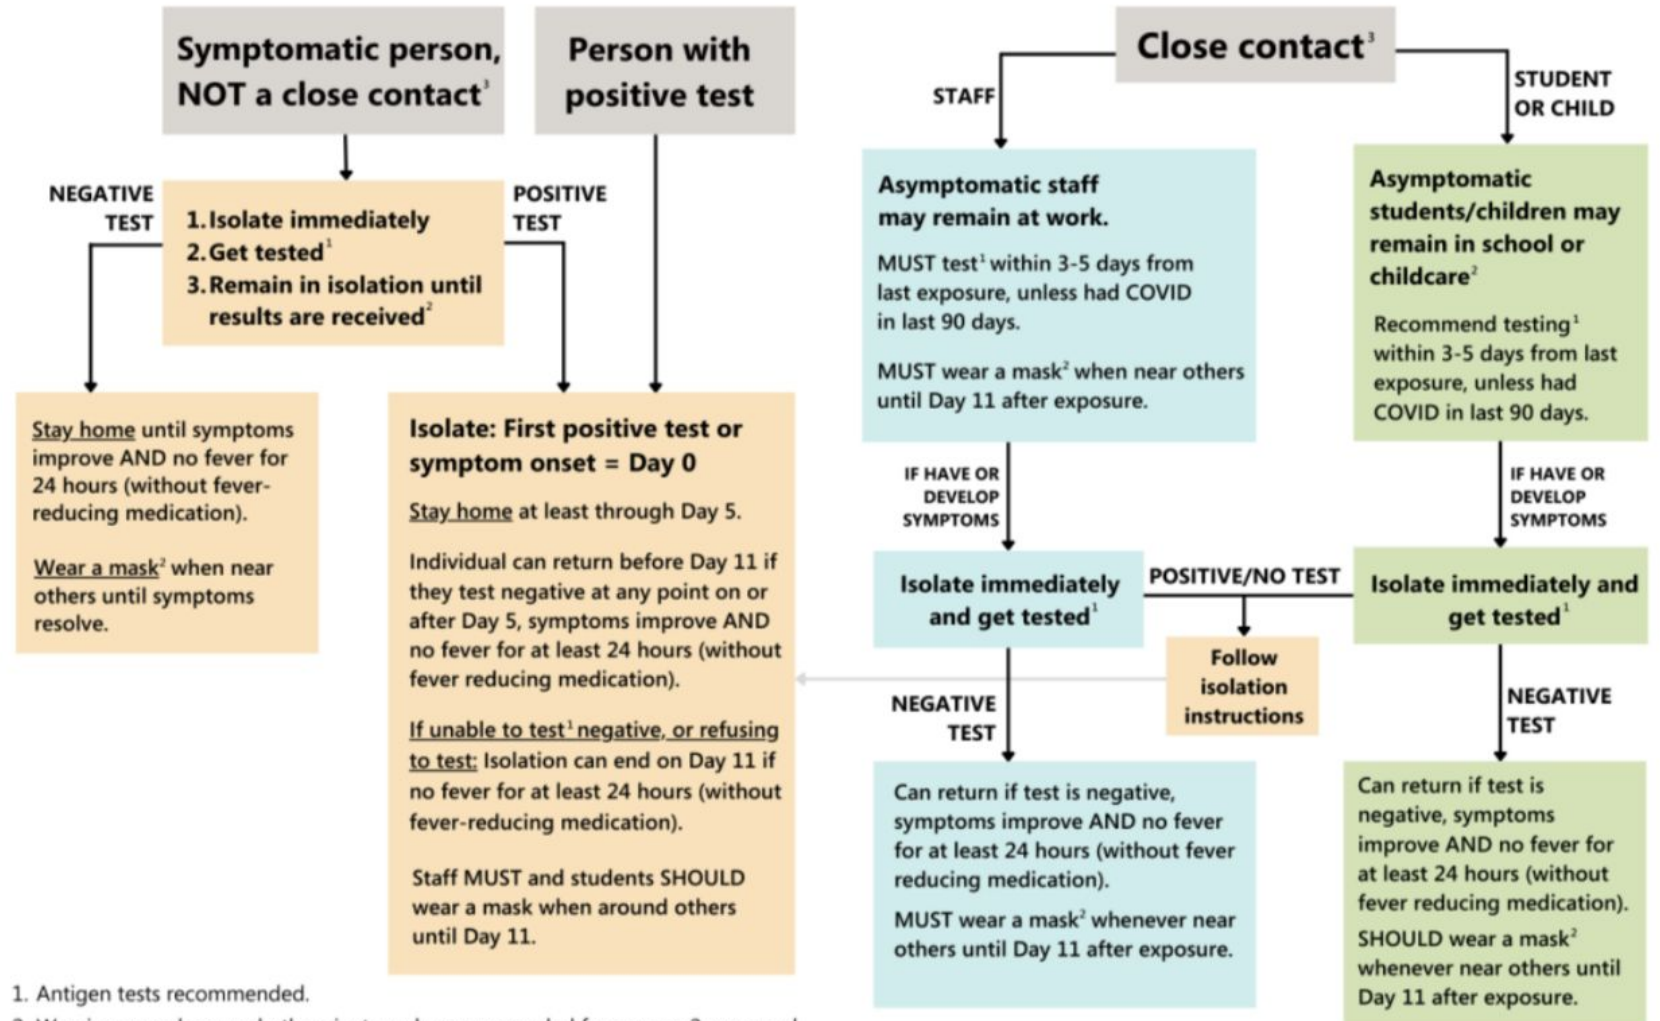 Symptomatic person,
NOT a close contact³
Person with
positive test
NEGATIVE
TEST
1. Isolate immediately
2. Get tested¹
3. Remain in isolation until
results are received²
POSITIVE
TEST
Stay home until symptoms
improve AND no fever for
24 hours (without fever-
reducing medication).
Wear a mask² when near
others until symptoms
resolve.
Isolate: First positive test or
symptom onset = Day 0
Stay home at least through Day 5.
Individual can return before Day 11 if
they test negative at any point on or
after Day 5, symptoms improve AND
no fever for at least 24 hours (without
fever reducing medication).
If unable to test¹ negative, or refusing
to test: Isolation can end on Day 11 if
no fever for at least 24 hours (without
fever-reducing medication).
Staff MUST and students SHOULD
wear a mask when around others
until Day 11.
Close contact³
STAFF
STUDENT
OR CHILD
Asymptomatic staff
may remain at work.
MUST test¹ within 3-5 days from
last exposure, unless had COVID
in last 90 days.
MUST wear a mask² when near others
until Day 11 after exposure.
Asymptomatic
students/children may
remain in school or
childcare²
Recommend testing¹
within 3-5 days from last
exposure, unless had
COVID in last 90 days.
IF HAVE OR
DEVELOP
SYMPTOMS
IF HAVE OR
DEVELOP
SYMPTOMS
Isolate immediately
and get tested¹
POSITIVE/NO TEST
Isolate immediately and
get tested¹
Follow
isolation
instructions
NEGATIVE
TEST
NEGATIVE
TEST
Can return if test is negative,
symptoms improve AND no fever
for at least 24 hours (without fever
reducing medication).
MUST wear a mask² whenever near
others until Day 11 after exposure.
Can return if test is
negative, symptoms
improve AND no fever for
at least 24 hours (without
fever reducing medication).
SHOULD wear a mask²
whenever near others until
Day 11 after exposure.
1. Antigen tests recommended.